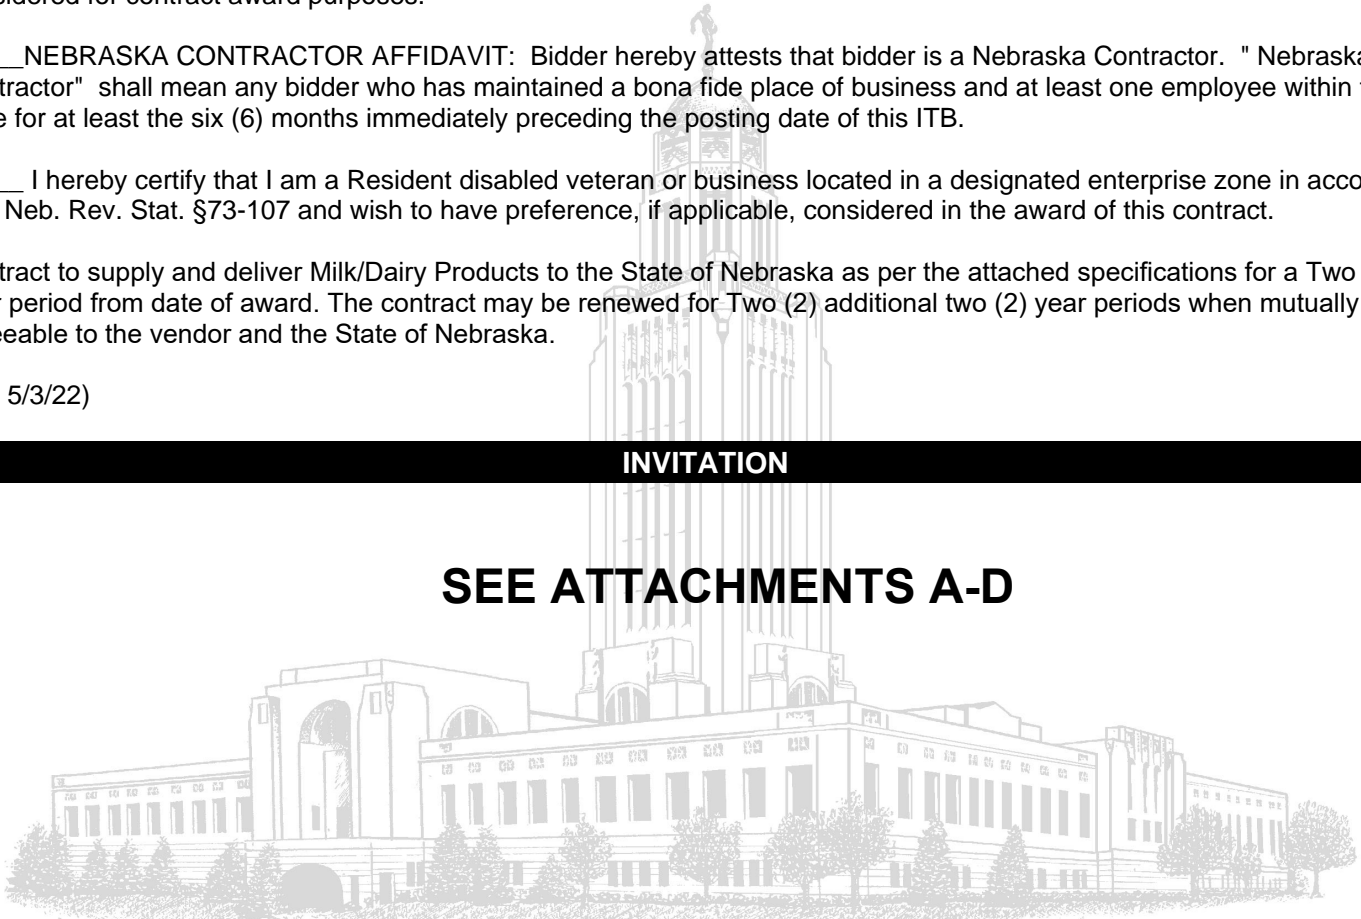 sidered for contract award purposes.
__NEBRASKA CONTRACTOR AFFIDAVIT: Bidder hereby attests that bidder is a Nebraska Contractor. " Nebraska
tractor" shall mean any bidder who has maintained a bona fide place of business and at least one employee within
e for at least the six (6) months immediately preceding the posting date of this ITB.
__ I hereby certify that I am a Resident disabled veteran or business located in a designated enterprise zone in acco
Neb. Rev. Stat. §73-107 and wish to have preference, if applicable, considered in the award of this contract.
tract to supply and deliver Milk/Dairy Products to the State of Nebraska as per the attached specifications for a Two
r period from date of award. The contract may be renewed for Two (2) additional two (2) year periods when mutually
eeable to the vendor and the State of Nebraska.
5/3/22)
INVITATION
SEE ATTACHMENTS A-D